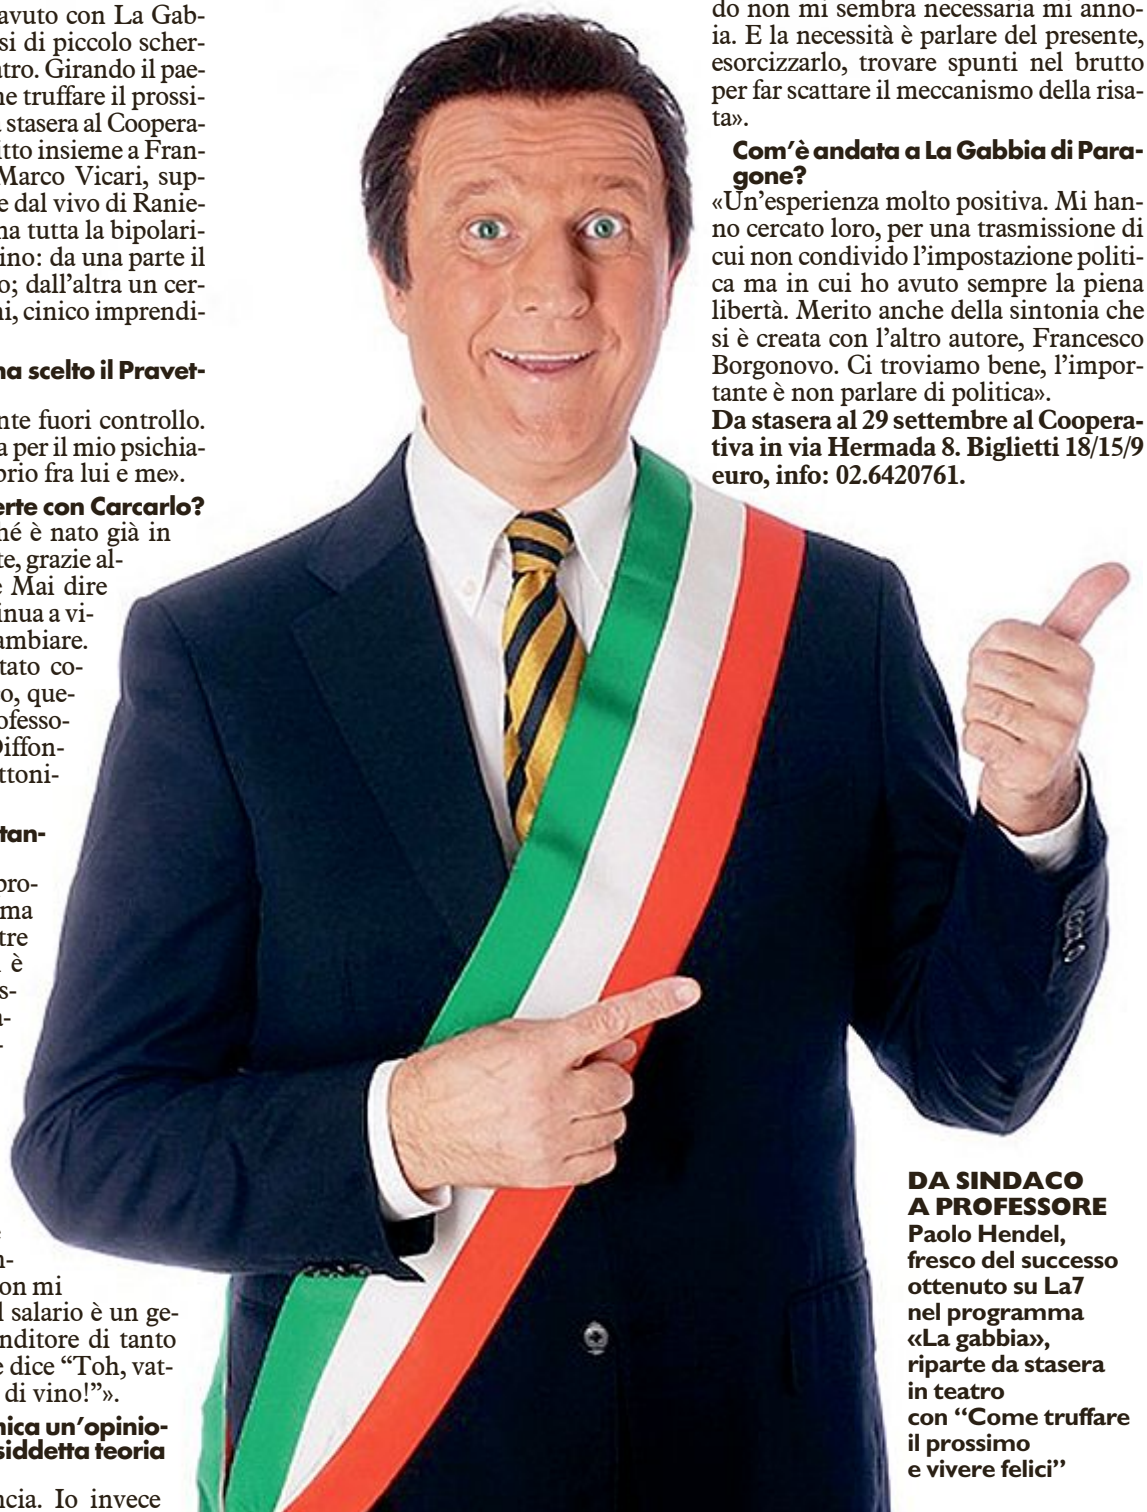 avuto con La Gab-
si di piccolo scher-
tro. Girando il pae-
ne truffare il prossi-
stasera al Coopera-
itto insieme a Fran-
Marco Vicari, sup-
e dal vivo di Ranie-
na tutta la bipolari-
ino: da una parte il
o; dall'altra un cer-
ni, cinico imprendi-
na scelto il Pravet-
nte fuori controllo.
a per il mio psichia-
prio fra lui e me».
erte con Carcarlo?
hé è nato già in
te, grazie al-
e Mai dire
inua a vi-
ambiare.
tato co-
o, que-
ofesso-
Diffon-
ttoni-
tan-
pro-
ma
tre
è
s-
a-
-
n-
on mi
l salario è un ge-
nditore di tanto
e dice “Toh, vat-
di vino!”».
nica un'opinio-
siddetta teoria
ncia. Io invece
do non mi sembra necessaria mi anno-
ia. E la necessità è parlare del presente,
esorcizzarlo, trovare spunti nel brutto
per far scattare il meccanismo della risa-
ta».
Com'è andata a La Gabbia di Para-
gone?
«Un'esperienza molto positiva. Mi han-
no cercato loro, per una trasmissione di
cui non condivido l'impostazione politi-
ca ma in cui ho avuto sempre la piena
libertà. Merito anche della sintonia che
si è creata con l'altro autore, Francesco
Borgonovo. Ci troviamo bene, l'impor-
tante è non parlare di politica».
Da stasera al 29 settembre al Coopera-
tiva in via Hermada 8. Biglietti 18/15/9
euro, info: 02.6420761.
DA SINDACO
A PROFESSORE
Paolo Hendel,
fresco del successo
ottenuto su La7
nel programma
«La gabbia»,
riparte da stasera
in teatro
con “Come truffare
il prossimo
e vivere felici”